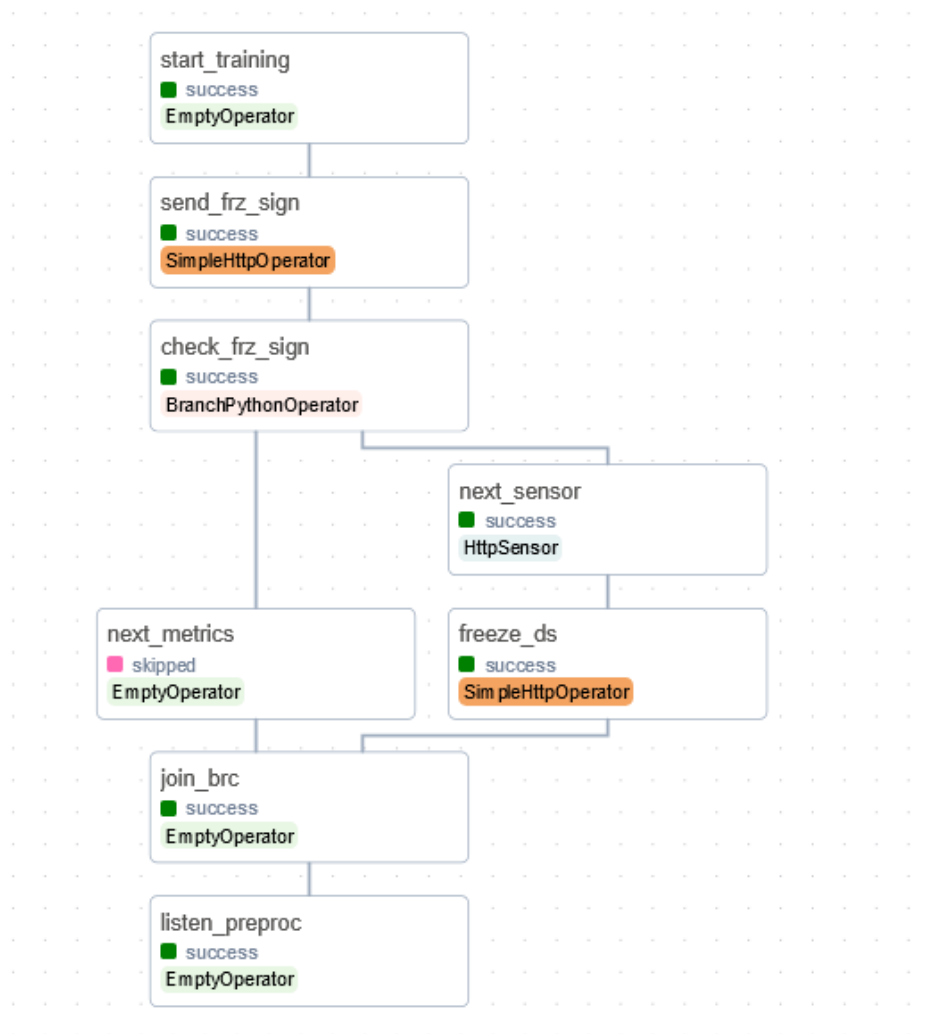 start_training
success
EmptyOperator
send_frz_sign
success
SimpleHttpOperator
check_frz_sign
success
BranchPythonOperator
next_sensor
success
HttpSensor
next_metrics
skipped
EmptyOperator
freeze_ds
success
SimpleHttpOperator
join_brc
success
EmptyOperator
listen_preproc
success
EmptyOperator